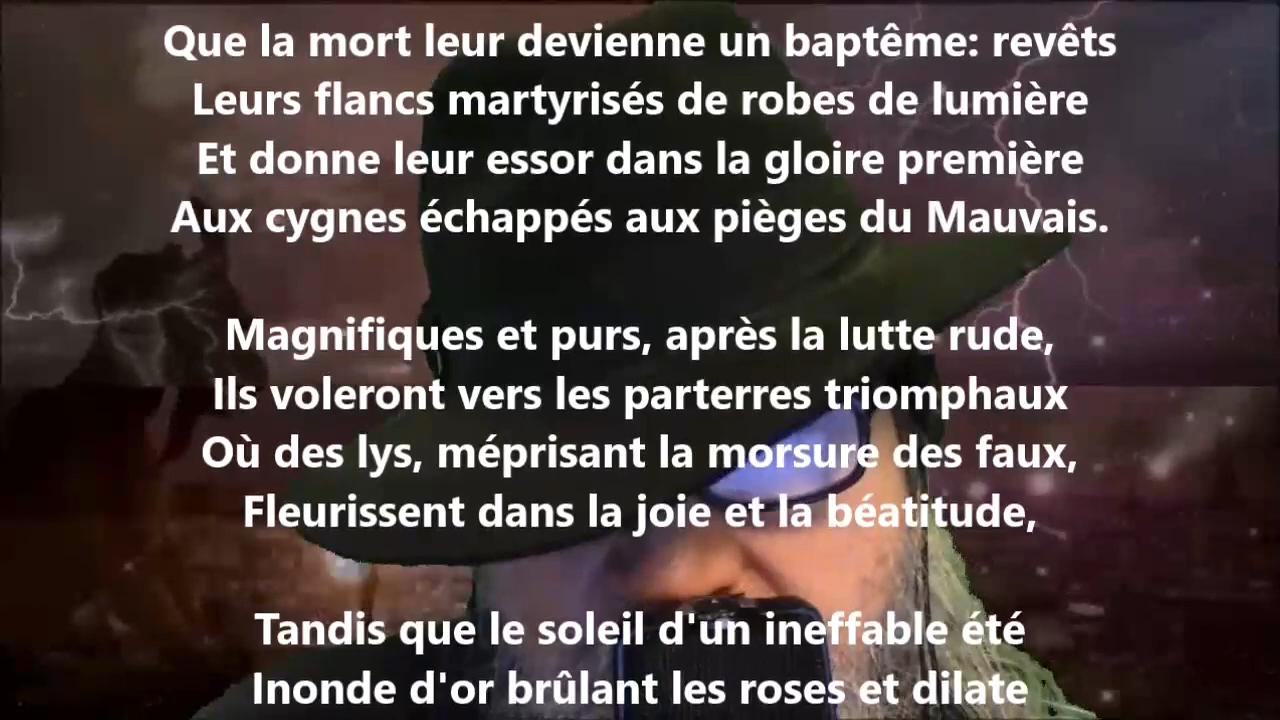 Que la mort leur devienne un baptême: revêts
Leurs flancs martyrisés de robes de lumière
Et donne leur essor dans la gloire première
Aux cygnes échappés aux pièges du Mauvais.
Magnifiques et purs, après la lutte rude,
Ils voleront vers les parterres triomphaux
Où des lys, méprisant la morsure des faux,
Fleurissent dans la joie et la béatitude,
Tandis que le soleil d'un ineffable été
Inonde d'or brûlant les roses et dilate